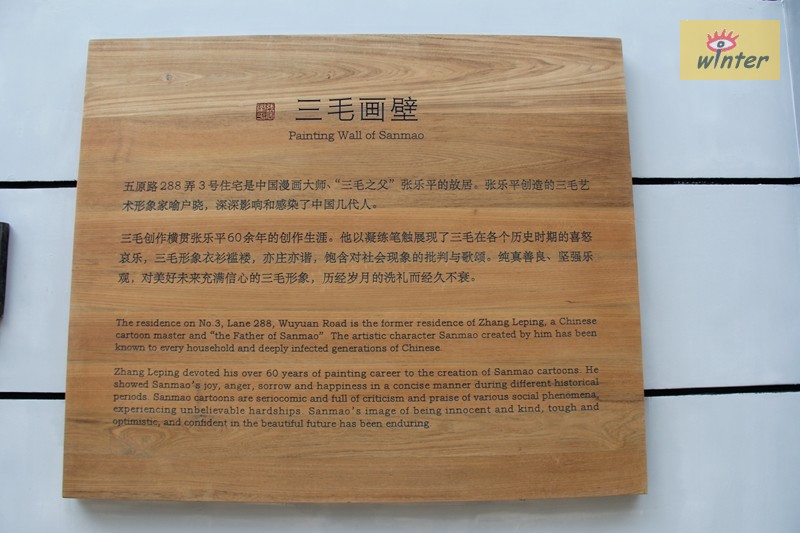 winter
三毛画壁
Painting Wall of Sanmao
五原路288弄3号住宅是中国漫画大师、“三毛之父”张乐平的故居。张乐平创造的三毛艺
术形象家喻户晓，深深影响和感染了中国几代人。
三毛创作横贯张乐平60余年的创作生涯。他以凝练笔触展现了三毛在各个历史时期的喜怒
哀乐，三毛形象衣衫褴褛，亦庄亦谐，饱含对社会现象的批判与歌颂。纯真善良、坚强乐
观，对美好未来充满信心的三毛形象，历经岁月的洗礼而经久不衰。
The residence on No.3, Lane 288, Wuyuan Road is the former residence of Zhang Leping, a Chinese
cartoon master and “the Father of Sanmao” The artistic character Sanmao created by him has been
known to every household and deeply infected generations of Chinese.
Zhang Leping devoted his over 60 years of painting career to the creation of Sanmao cartoons. He
showed Sanmao's joy, anger, sorrow and happiness in a concise manner during different historical
periods. Sanmao cartoons are seriocomic and full of criticism and praise of various social phenomena,
experiencing unbelievable hardships. Sanmao's image of being innocent and kind, tough and
optimistic, and confident in the beautiful future has been enduring